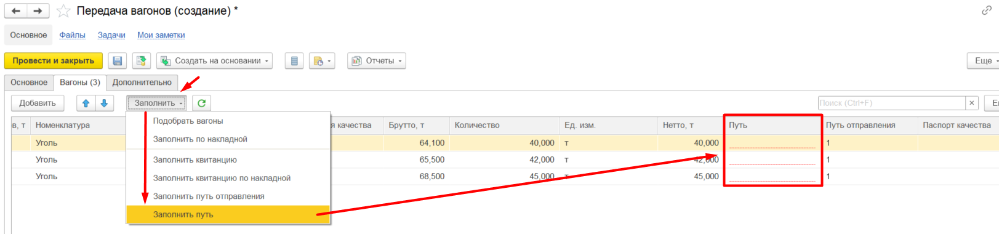 Передача вагонов (создание) *
Основное Файлы Задачи Мои заметки
Провести и закрыть Создать на основании Отчеты Еще
Основное Вагоны (3) Дополнительно
Добавить Заполнить Поиск (Ctrl+F) × Е
в, т Номенклатура я качества Брутто, т Количество Ед. изм. Нетто, т Путь Путь отправления Паспорт качества
Уголь 64,100 40,000 т 40,000 1
Уголь 65,500 42,000 т 42,000 1
Уголь 68,500 45,000 т 45,000 1
Подобрать вагоны
Заполнить по накладной
Заполнить квитанцию
Заполнить квитанцию по накладной
Заполнить путь отправления
Заполнить путь